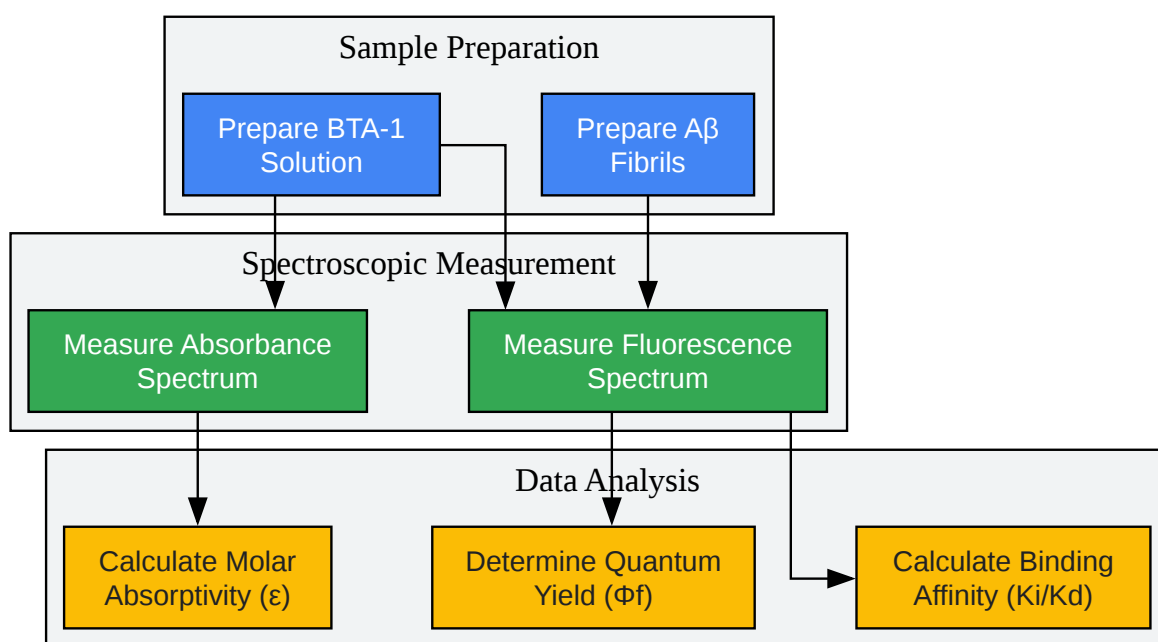 Sample Preparation
Prepare BTA-1
Solution
Prepare Aβ
Fibrils
Spectroscopic Measurement
Measure Absorbance
Spectrum
Measure Fluorescence
Spectrum
Data Analysis
Calculate Molar
Absorptivity (ε)
Determine Quantum
Yield (Φf)
Calculate Binding
Affinity (Ki/Kd)